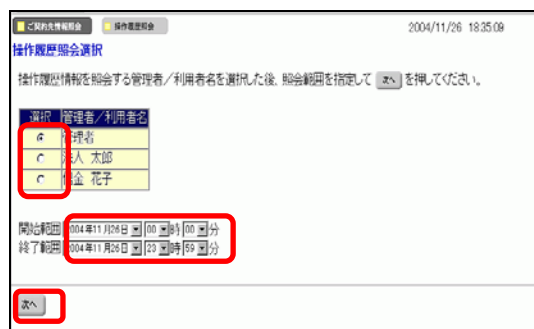 ご契約先情報照会 操作履歴照会 2004/11/26 18:35:09
操作履歴照会選択
操作履歴情報を照会する管理者／利用者名を選択した後、照会範囲を指定して 次へ を押してください。
選択 管理者／利用者名
管理者
法人 太郎
信金 花子
開始範囲 2004年11月26日 00 時 00 分
終了範囲 2004年11月26日 23 時 59 分
次へ